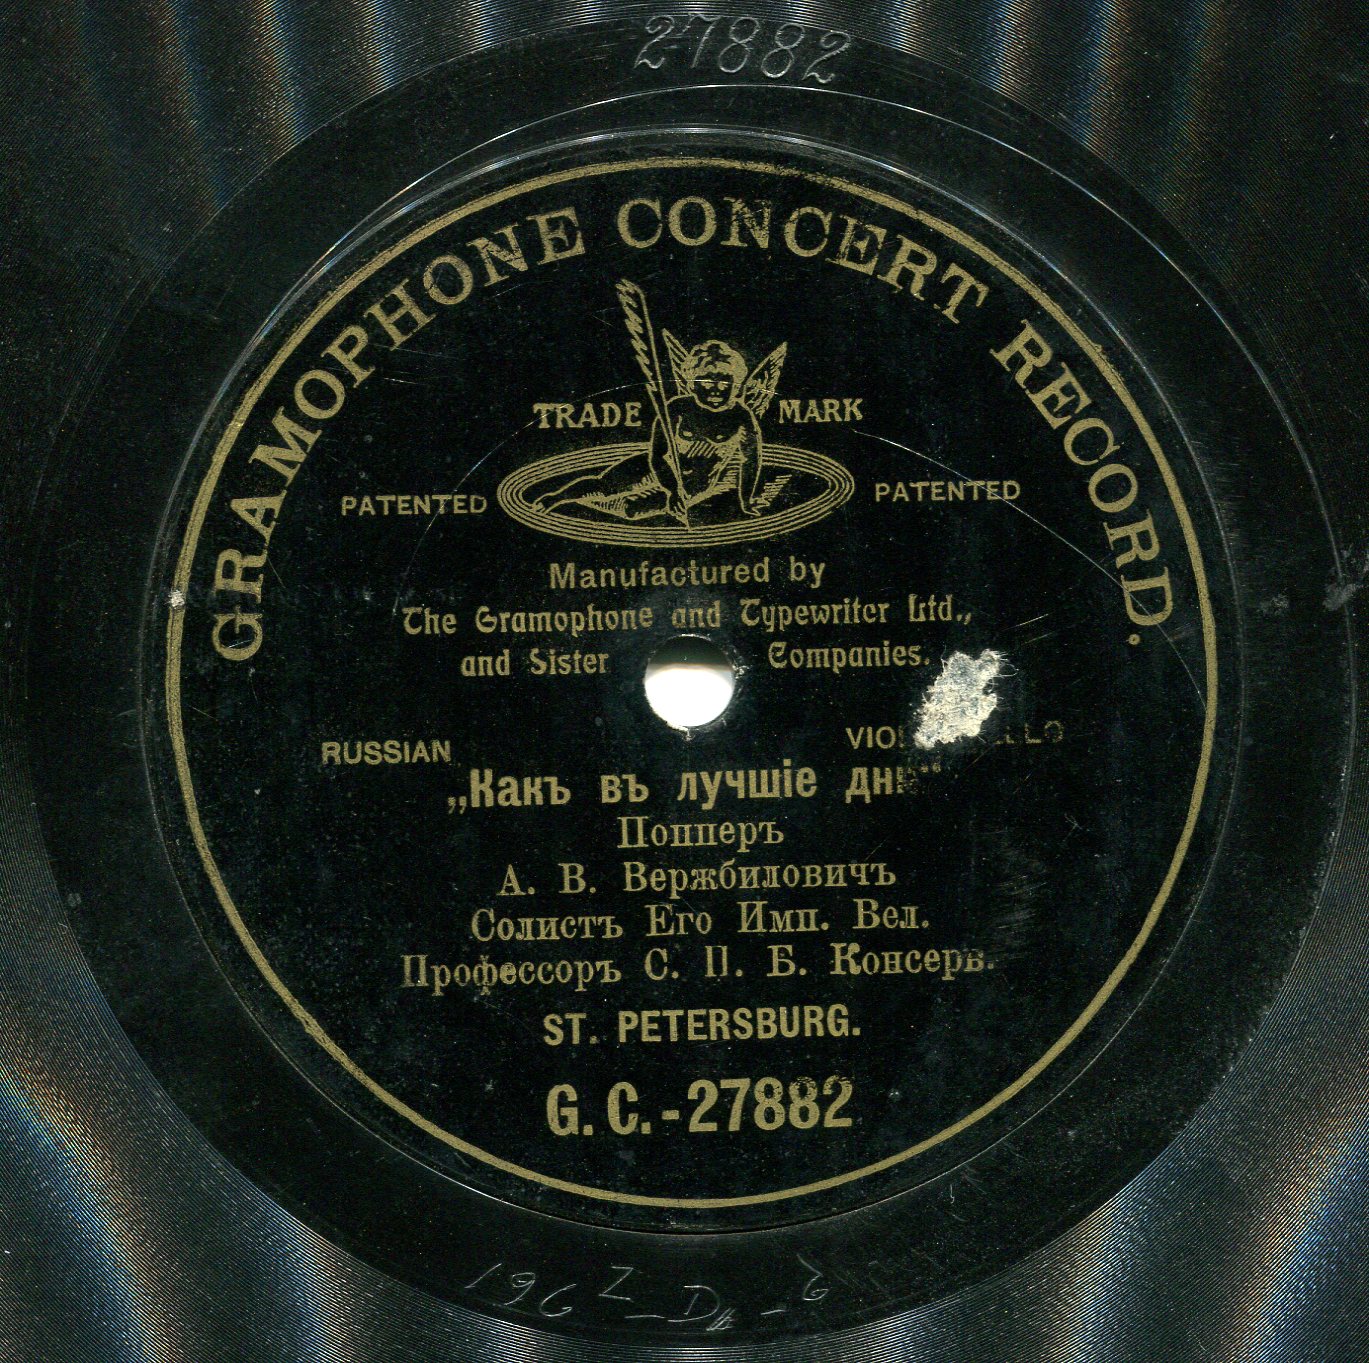 27882
GRAMOPHONE CONCERT RECORD.
TRADE MARK
PATENTED PATENTED
Manufactured by
The Gramophone and Typewriter Ltd.,
and Sister Companies.
RUSSIAN
„Какъ въ лучшіе
Попперъ
А. В. Вержбиловичъ
Солистъ Его Имп. Вел.
Профессоръ С. П. Б. Консерв.
ST. PETERSBURG.
G. C.-27882